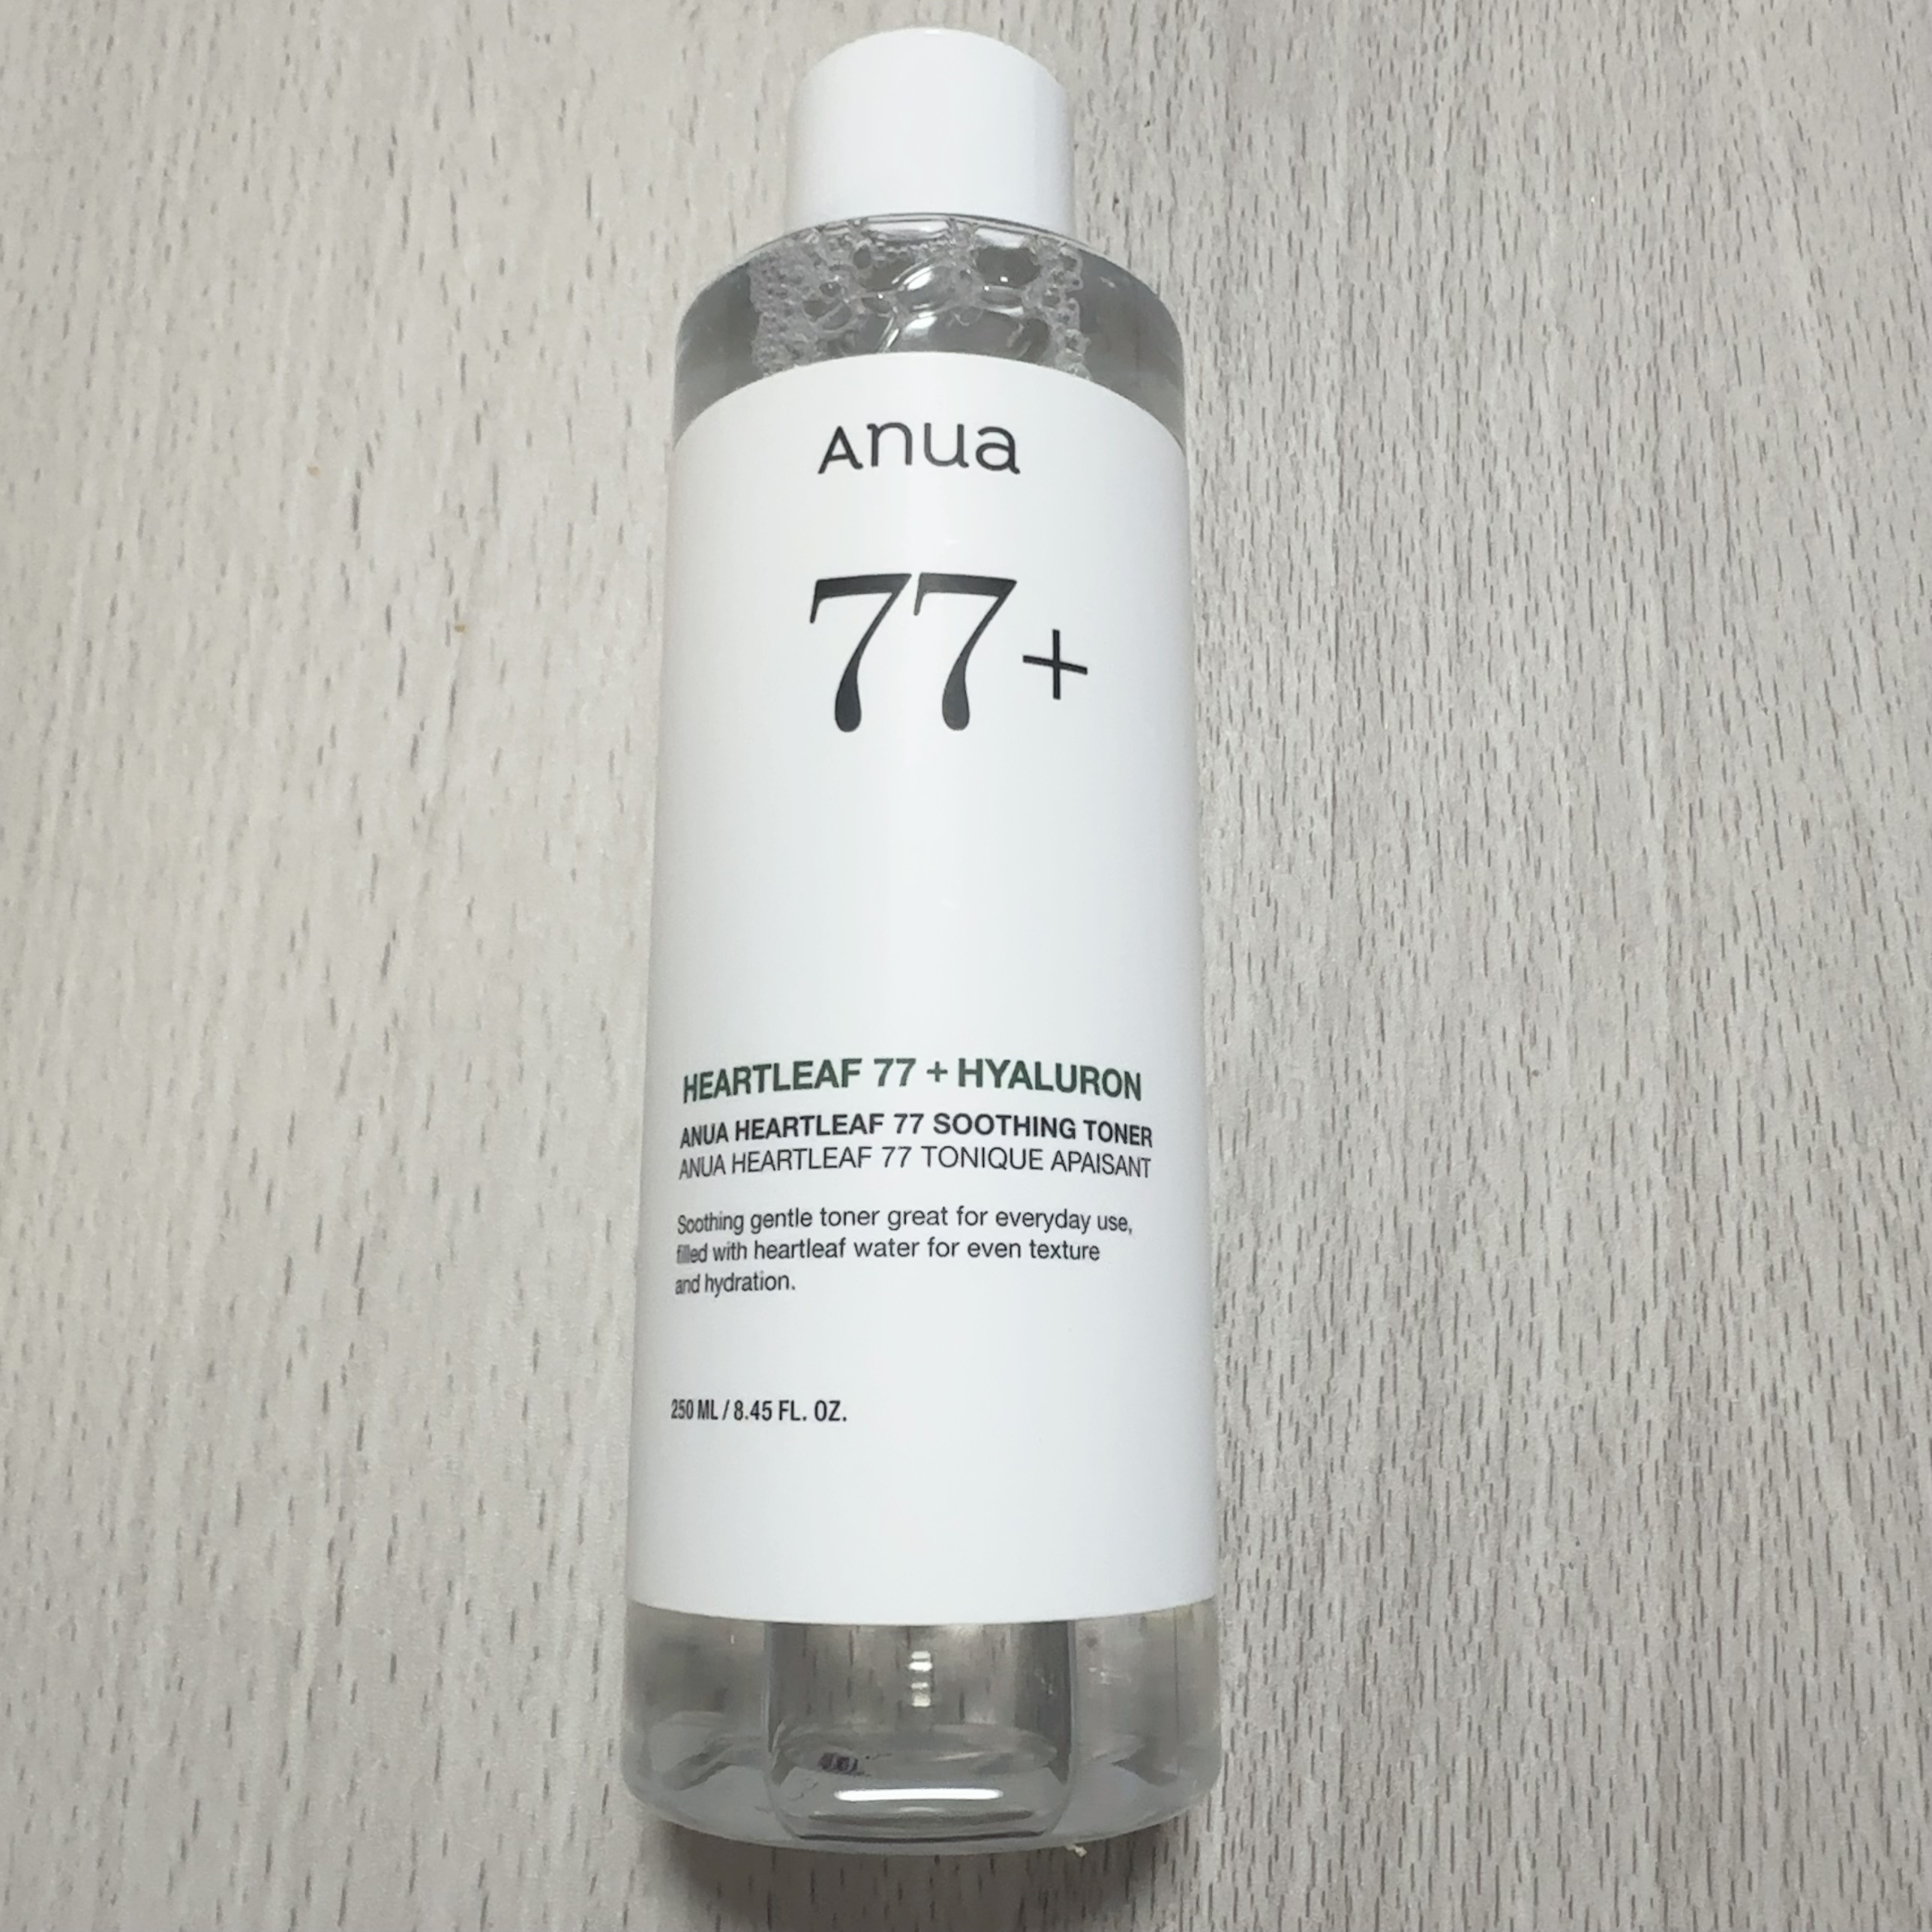 Anua
77+
HEARTLEAF 77 + HYALURON
ANUA HEARTLEAF 77 SOOTHING TONER
ANUA HEARTLEAF 77 TONIQUE APAISANT
Soothing gentle toner great for everyday use,
filled with heartleaf water for even texture
and hydration.
250 ML / 8.45 FL. OZ.